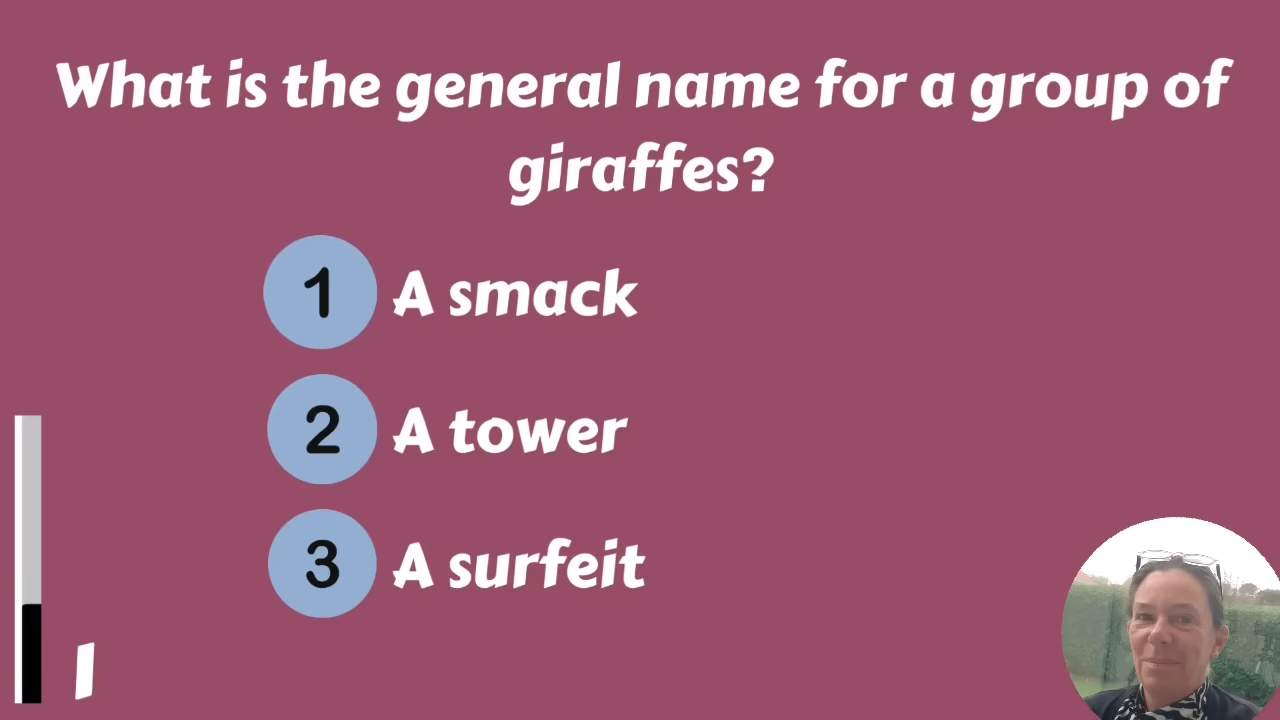 What is the general name for a group of
giraffes?
1 A smack
2 A tower
3 A surfeit
1